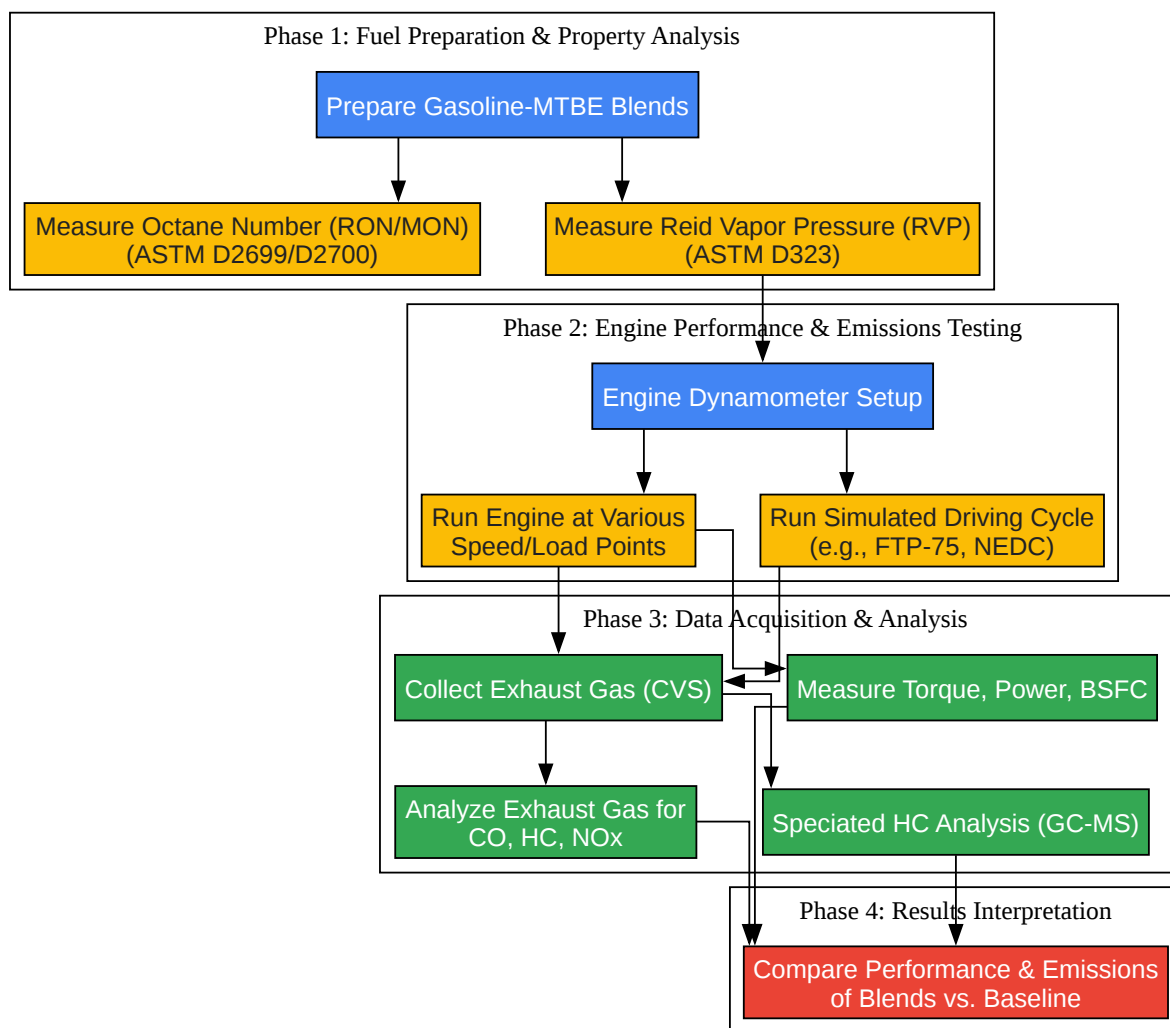 Phase 1: Fuel Preparation & Property Analysis
Prepare Gasoline-MTBE Blends
Measure Octane Number (RON/MON)
(ASTM D2699/D2700)
Measure Reid Vapor Pressure (RVP)
(ASTM D323)
Phase 2: Engine Performance & Emissions Testing
Engine Dynamometer Setup
Run Engine at Various
Speed/Load Points
Run Simulated Driving Cycle
(e.g., FTP-75, NEDC)
Phase 3: Data Acquisition & Analysis
Collect Exhaust Gas (CVS)
Measure Torque, Power, BSFC
Analyze Exhaust Gas for
CO, HC, NOx
Speciated HC Analysis (GC-MS)
Phase 4: Results Interpretation
Compare Performance & Emissions
of Blends vs. Baseline